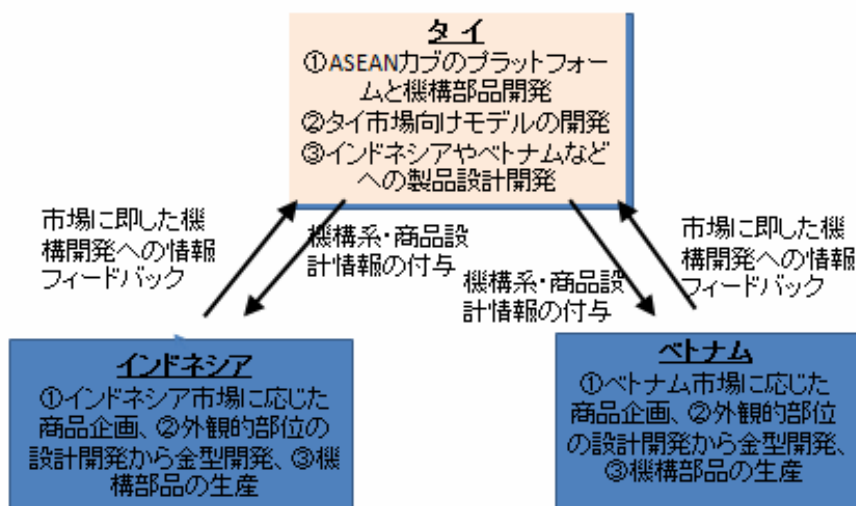 タイ
①ASEANカブのプラットフォー
ムと機構部品開発
②タイ市場向けモデルの開発
③インドネシアやベトナムなど
への製品設計開発
市場に即した機
構開発への情報
フィードバック
機構系・商品設
計情報の付与
機構系・商品設
計情報の付与
市場に即した機
構開発への情報
フィードバック
インドネシア
①インドネシア市場に応じた
商品企画、②外観的部位の
設計開発から金型開発、③機
構部品の生産
ベトナム
①ベトナム市場に応じた
商品企画、②外観的部位
の設計開発から金型開発、
③機構部品の生産